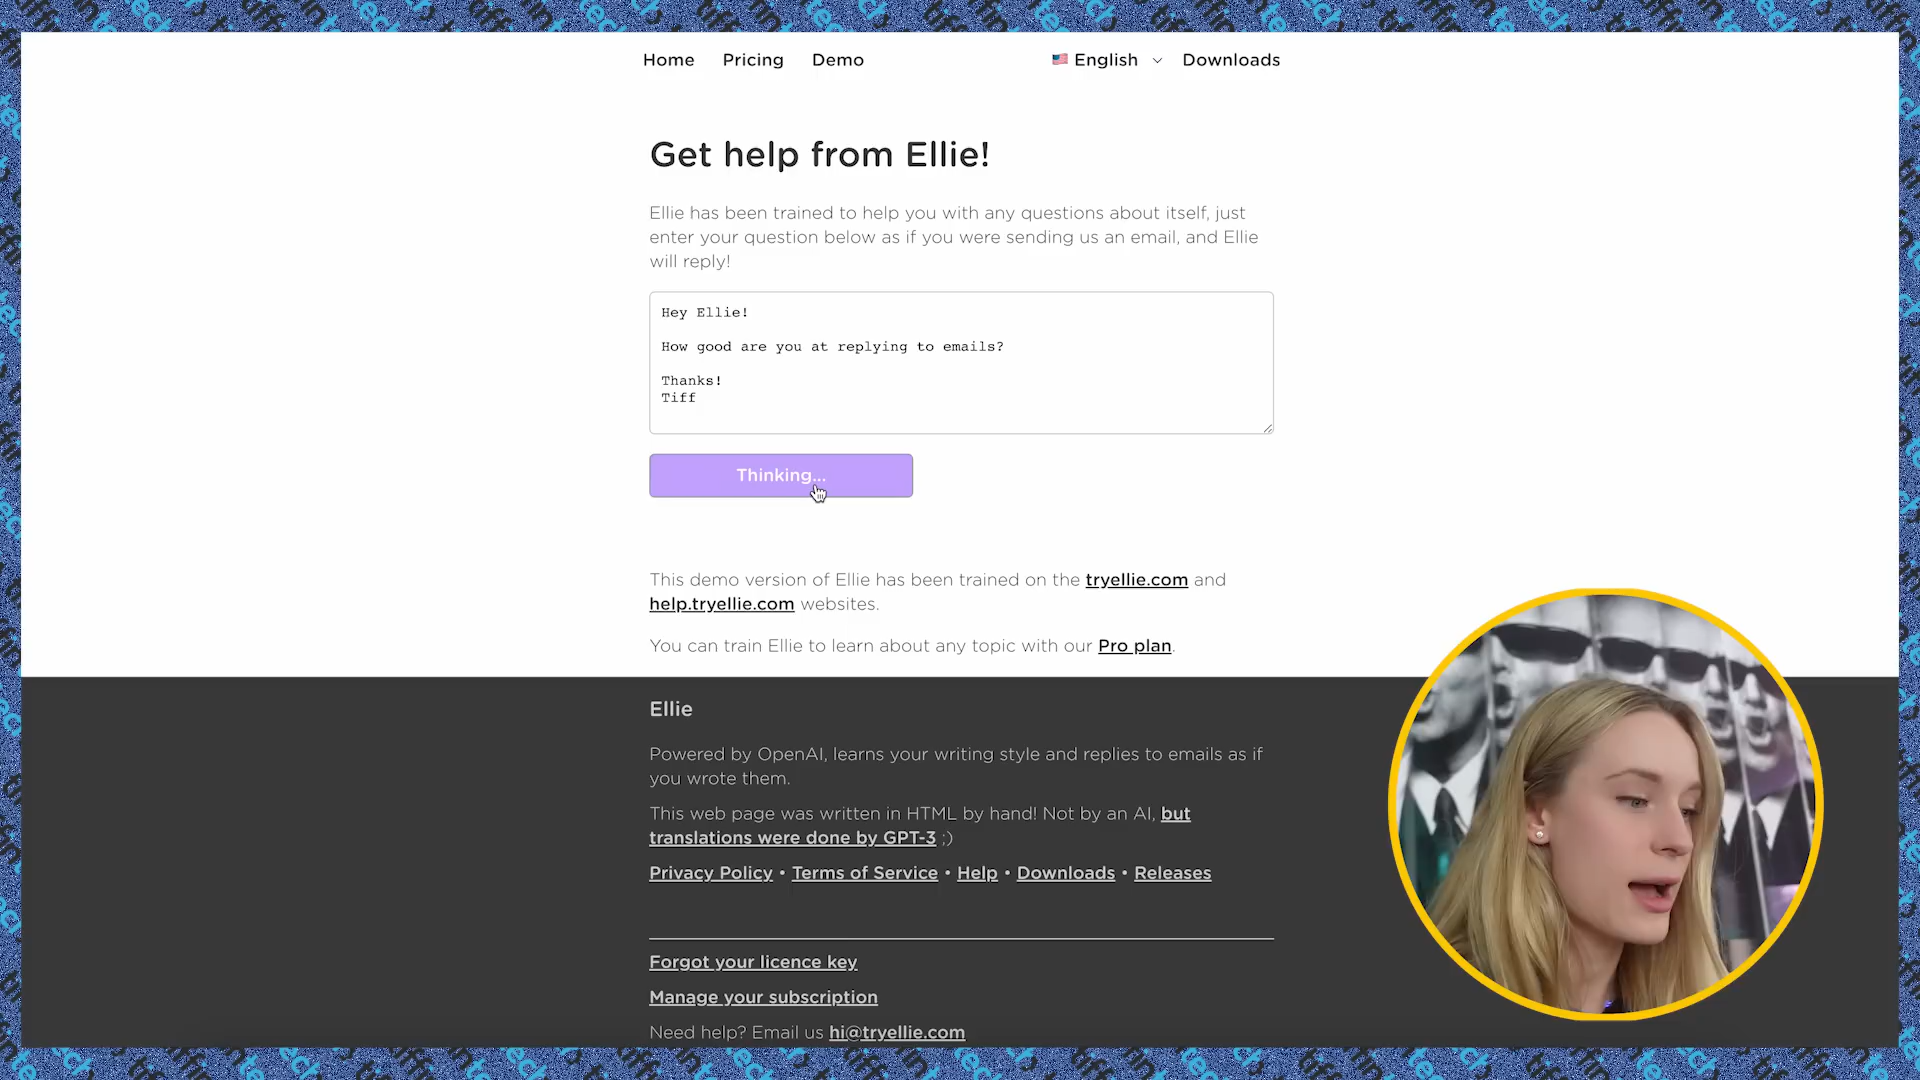 Home Pricing Demo English Downloads
Get help from Ellie!
Ellie has been trained to help you with any questions about itself, just
enter your question below as if you were sending us an email, and Ellie
will reply!
Hey Ellie!
How good are you at replying to emails?
Thanks!
Tiff
Thinking...
This demo version of Ellie has been trained on the tryellie.com and
help.tryellie.com websites.
You can train Ellie to learn about any topic with our Pro plan.
Ellie
Powered by OpenAI, learns your writing style and replies to emails as if
you wrote them.
This web page was written in HTML by hand! Not by an AI, but
translations were done by GPT-3 ;)
Privacy Policy • Terms of Service • Help • Downloads • Releases
Forgot your licence key
Manage your subscription
Need help? Email us hi@tryellie.com